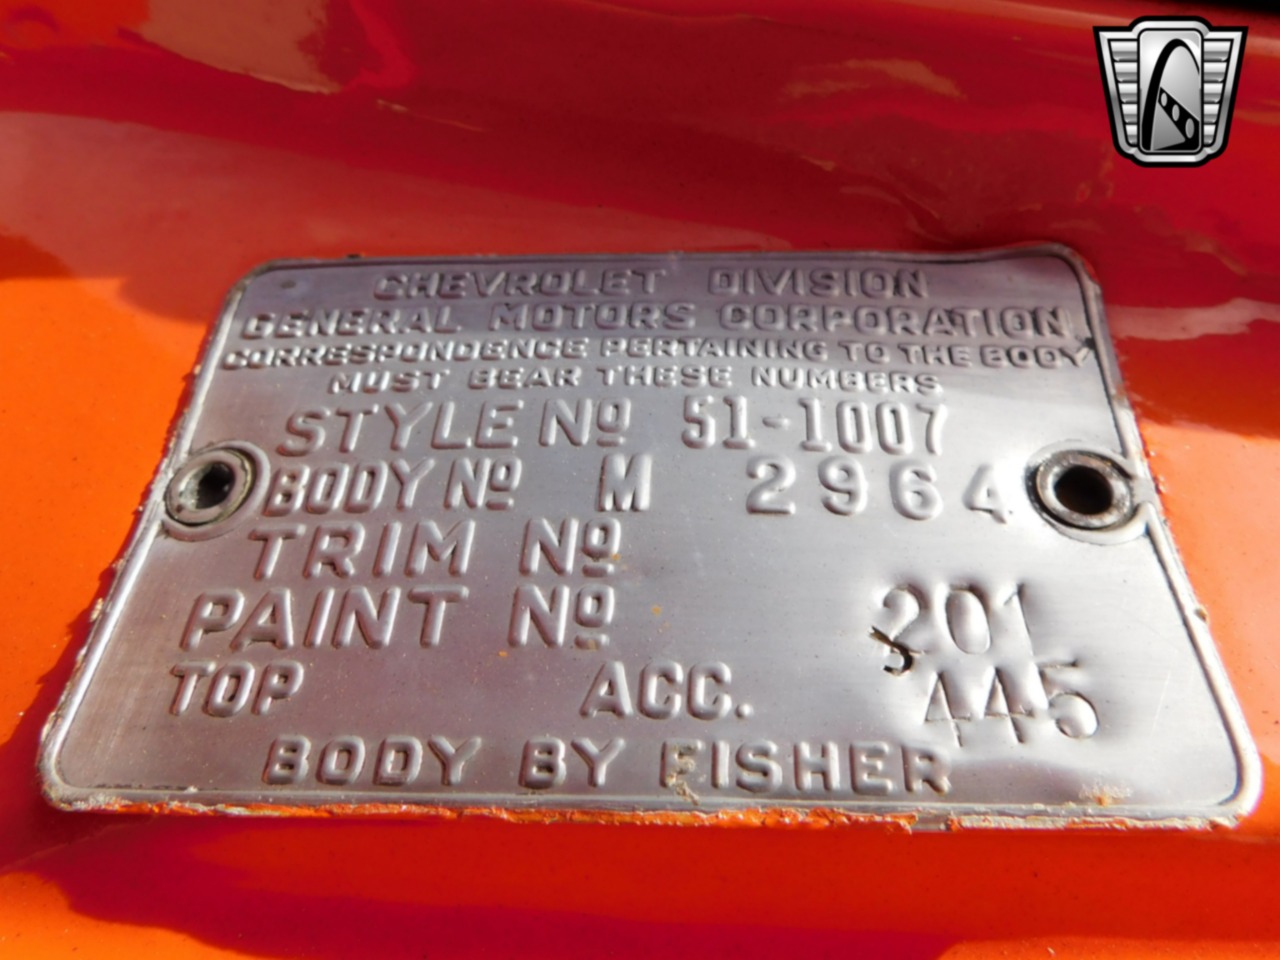 CHEVROLET DIVISION
GENERAL MOTORS CORPORATION
CORRESPONDENCE PERTAINING TO THE BODY
MUST BEAR THESE NUMBERS
STYLE Nº 51-1007
BODY Nº M 2964
TRIM Nº 201
PAINT Nº 445
TOP ACC.
BODY BY FISHER